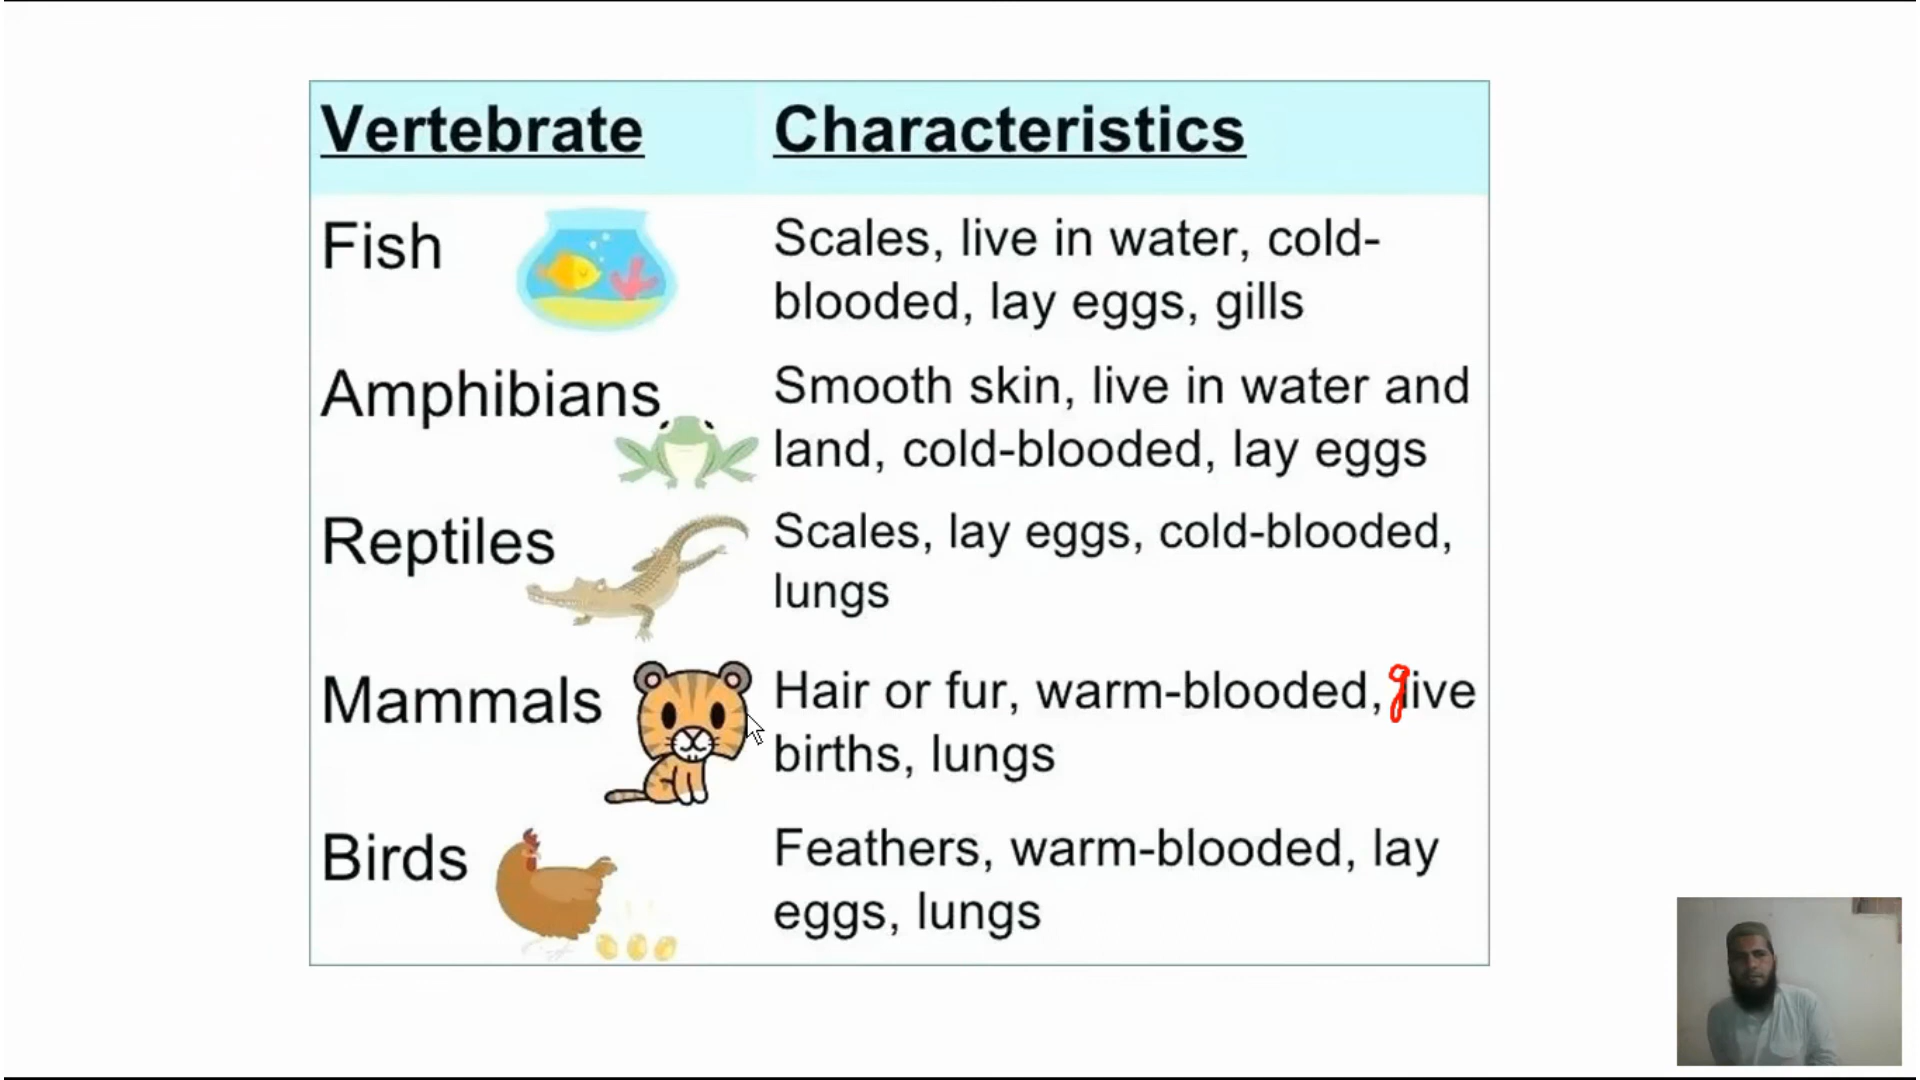 Vertebrate Characteristics
Fish Scales, live in water, cold-
blooded, lay eggs, gills
Amphibians Smooth skin, live in water and
land, cold-blooded, lay eggs
Reptiles Scales, lay eggs, cold-blooded,
lungs
Mammals Hair or fur, warm-blooded, give
births, lungs
Birds Feathers, warm-blooded, lay
eggs, lungs